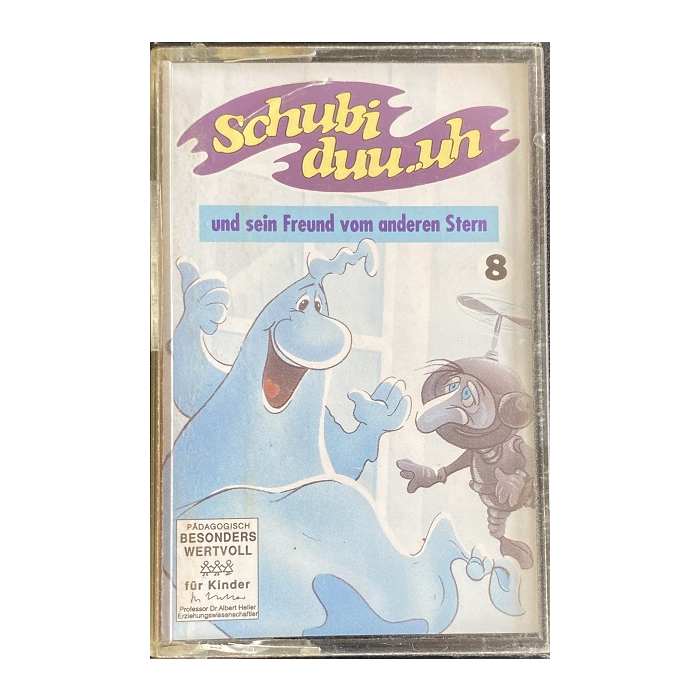 Schubi
duu..uh
und sein Freund vom anderen Stern
8
PÄDAGOGISCH
BESONDERS
WERTVOLL
für Kinder
Professor Dr. Albert Heller
Erziehungswissenschaftler